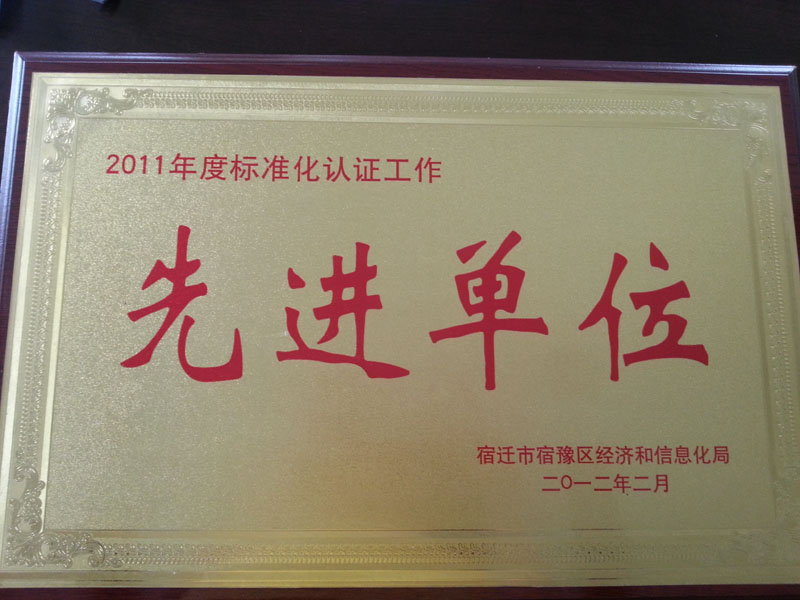 2011年度标准化认证工作
先进单位
宿迁市宿豫区经济和信息化局
二〇一二年二月